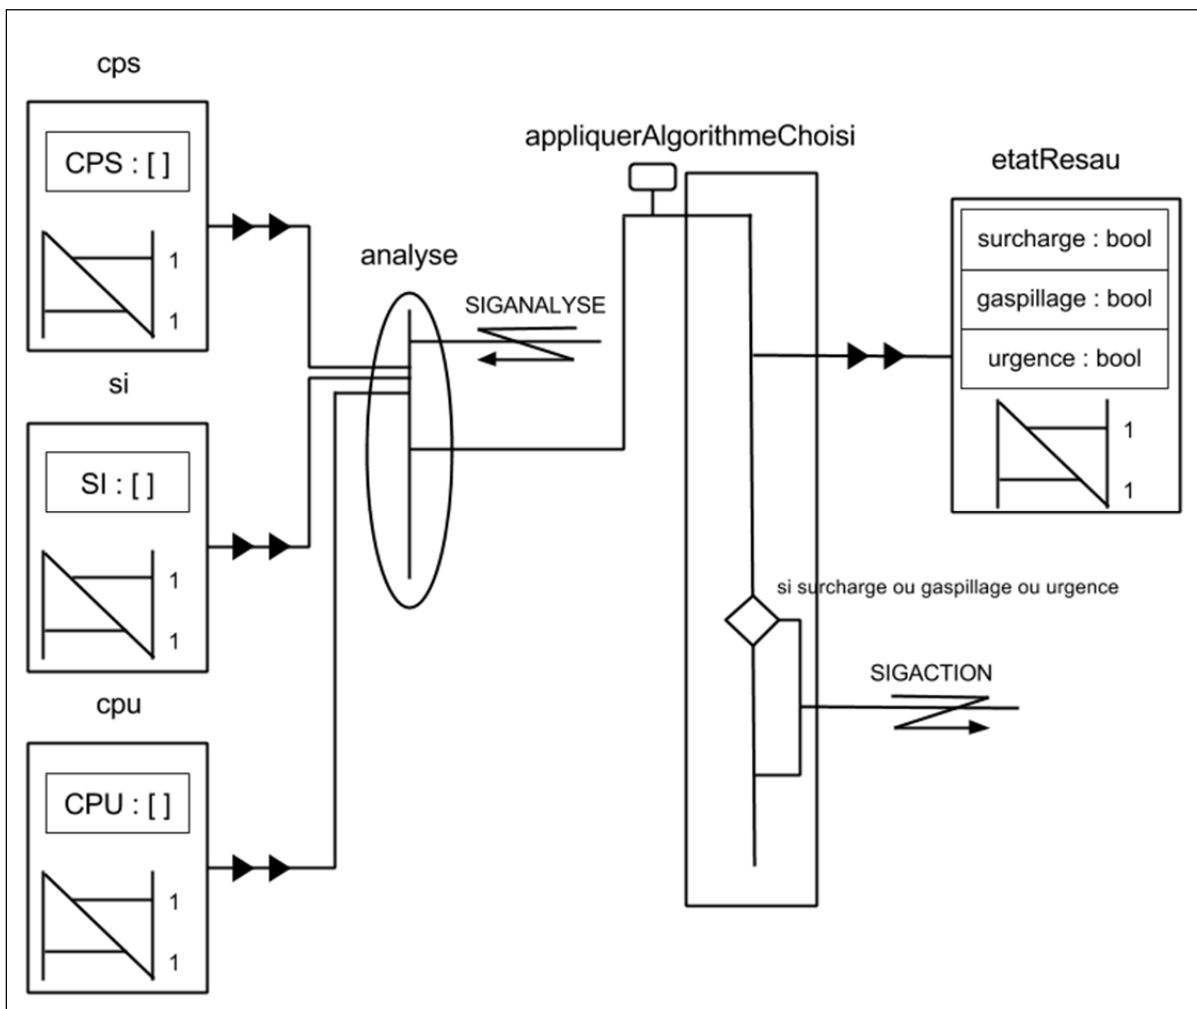 cps
CPS : [ ]
1
1
si
SI : [ ]
1
1
cpu
CPU : [ ]
1
1
analyse
SIGANALYSE
appliquerAlgorithmeChoisi
si surcharge ou gaspillage ou urgence
SIGACTION
etatResau
surcharge : bool
gaspillage : bool
urgence : bool
1
1